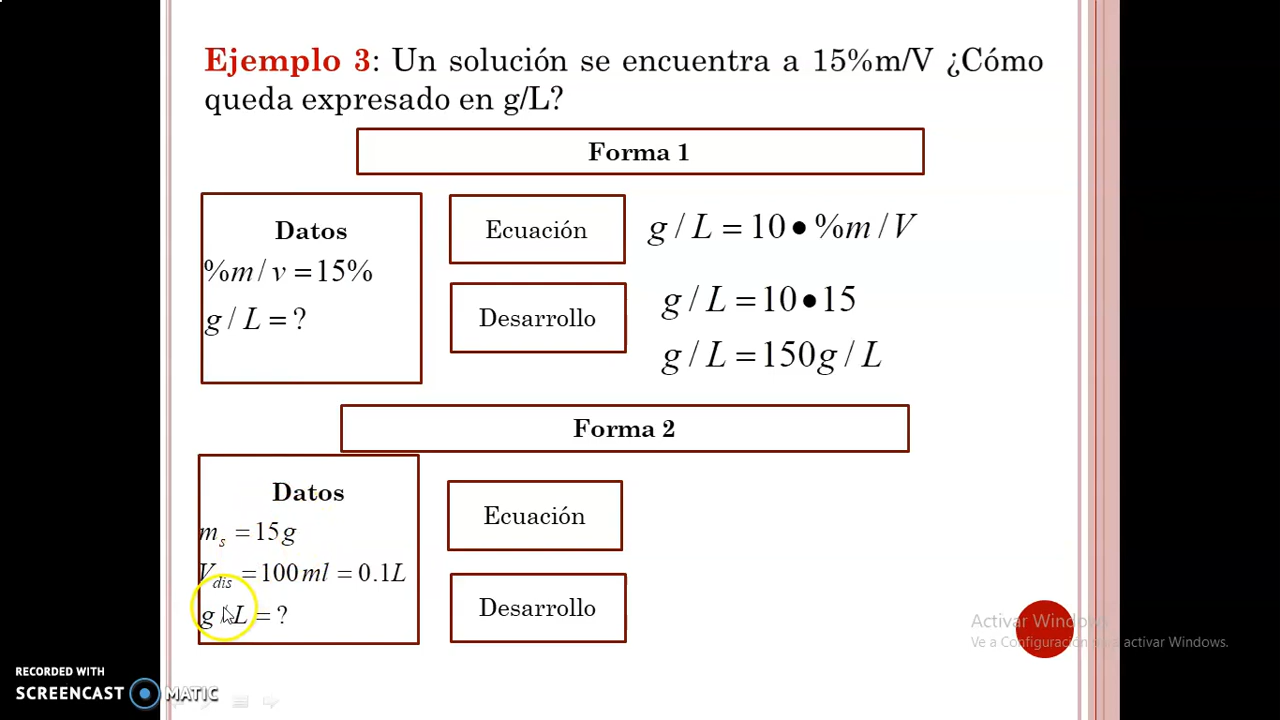 Ejemplo 3: Un solución se encuentra a 15%m/V ¿Cómo
queda expresado en g/L?
Forma 1
Datos
%m/v=15%
g/L=?
Ecuación
g/L=10•%m/V
Desarrollo
g/L=10•15
g/L=150g/L
Forma 2
Datos
m_s=15g
V_dis=100ml=0.1L
g/L=?
Ecuación
Desarrollo
Activar Windows
Ve a Configuración para activar Windows.
RECORDED WITH
SCREENCAST MATIC